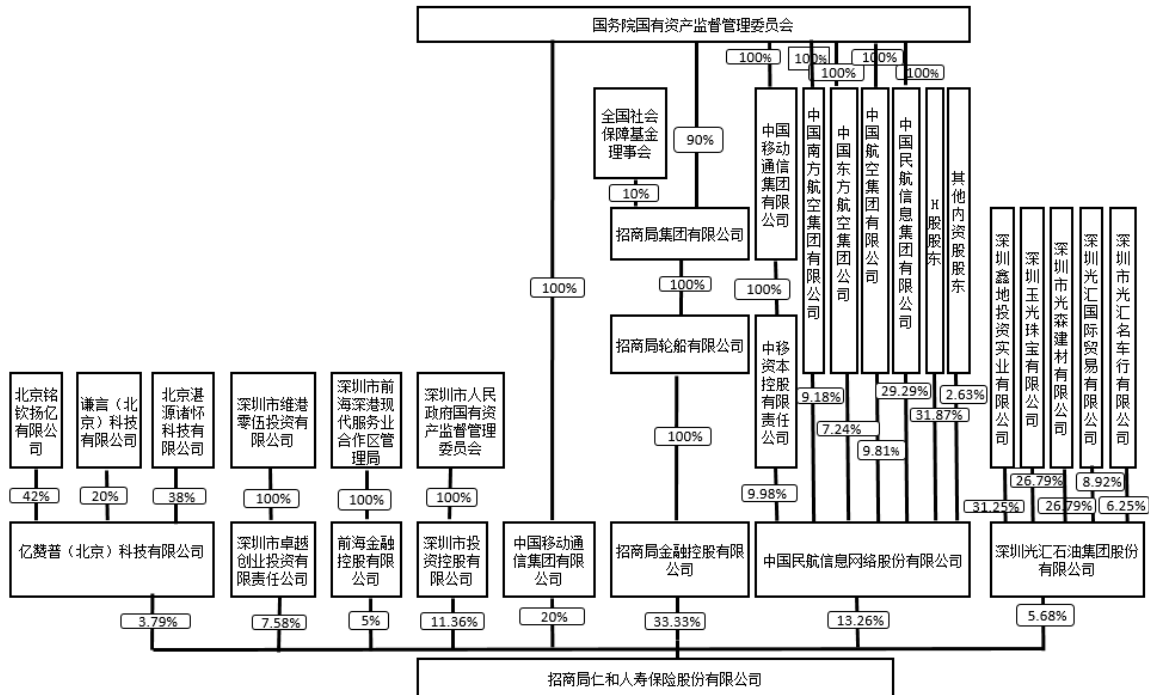 国务院国有资产监督管理委员会
100%
100%
100%
100%
100%
全国社会
保障基金
理事会
90%
10%
中国
移动
通信
集团
有限
公司
中国南方航空集团有限公司
中国东方航空集团公司
中国航空集团有限公司
中国民航信息集团有限公司
H股股东
其他内资股股东
招商局集团有限公司
深圳鑫地投资实业有限公司
深圳玉光珠宝有限公司
深圳市光森建材有限公司
深圳光汇国际贸易有限公司
深圳市光汇名车行有限公司
100%
100%
100%
招商局轮船有限公司
中移
资本
控股
有限
责任
公司
北京铭
钦扬亿
有限公
司
谦言（北
京）科技
有限公司
北京湛
源诸怀
科技有
限公司
深圳市维港
零伍投资有
限公司
深圳市前
海深港现
代服务业
合作区管
理局
深圳市人民
政府国有资
产监督管理
委员会
9.18%
29.29%
2.63%
31.87%
7.24%
9.81%
100%
42%
20%
38%
100%
100%
100%
9.98%
31.25%
26.79%
26.79%
8.92%
6.25%
亿赞普（北京）科技有限公司
深圳市卓越
创业投资有
限责任公司
前海金融
控股有限
公司
深圳市投
资控股有
限公司
中国移动通
信集团有限
公司
招商局金融控股有限
公司
中国民航信息网络股份有限公司
深圳光汇石油集团股份
有限公司
3.79%
7.58%
5%
11.36%
20%
33.33%
13.26%
5.68%
招商局仁和人寿保险股份有限公司